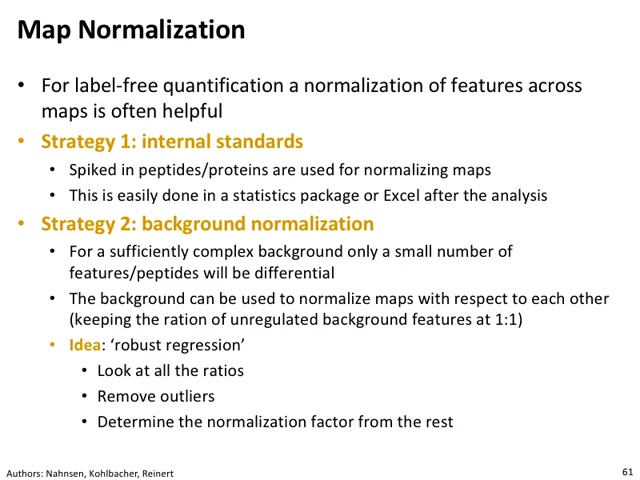 Map Normalization
• For label-free quantification a normalization of features across
maps is often helpful
• Strategy 1: internal standards
• Spiked in peptides/proteins are used for normalizing maps
• This is easily done in a statistics package or Excel after the analysis
• Strategy 2: background normalization
• For a sufficiently complex background only a small number of
features/peptides will be differential
• The background can be used to normalize maps with respect to each other
(keeping the ration of unregulated background features at 1:1)
• Idea: ‘robust regression’
• Look at all the ratios
• Remove outliers
• Determine the normalization factor from the rest
Authors: Nahnsen, Kohlbacher, Reinert
61